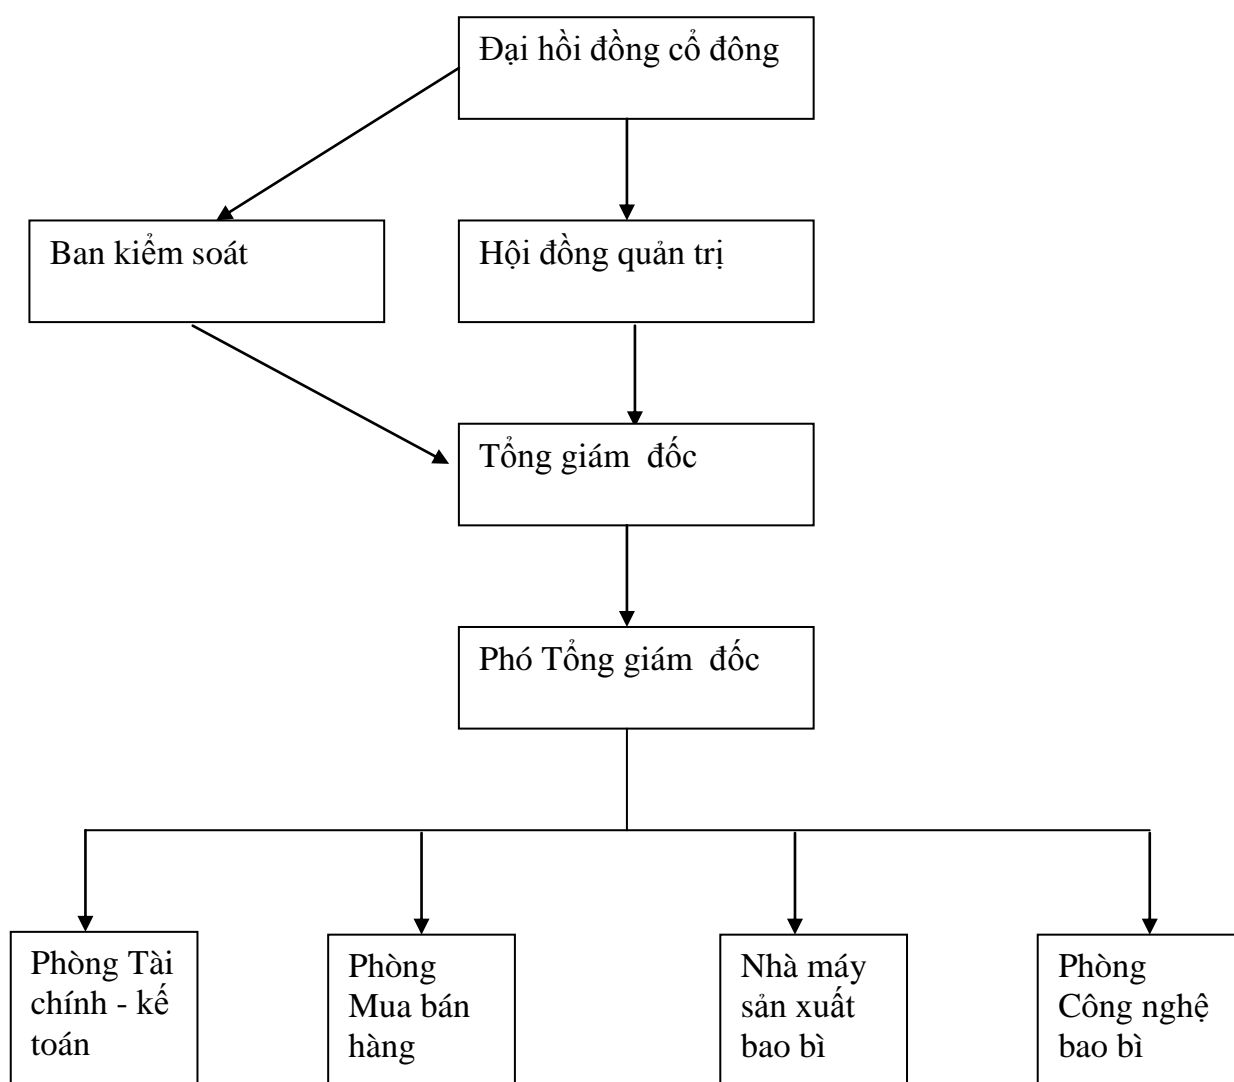 Đại hồi đồng cổ đông
Ban kiểm soát
Hội đồng quản trị
Tổng giám đốc
Phó Tổng giám đốc
Phòng Tài
chính - kế
toán
Phòng
Mua bán
hàng
Nhà máy
sản xuất
bao bì
Phòng
Công nghệ
bao bì